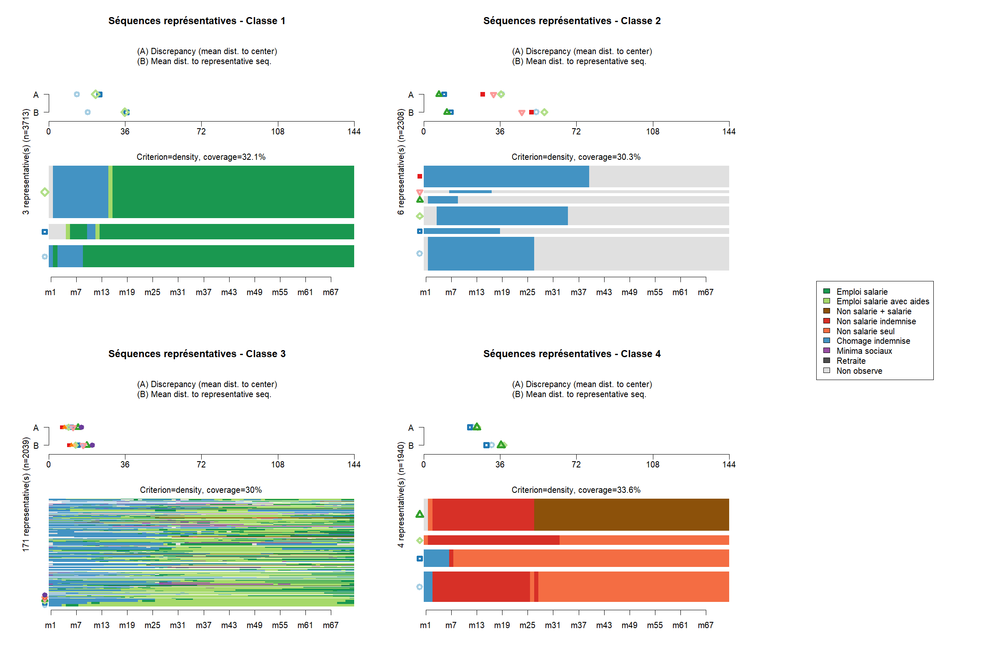 Séquences représentatives - Classe 1
(A) Discrepancy (mean dist. to center)
(B) Mean dist. to representative seq.
A
B
0 36 72 108 144
3 representative(s) (n=3713)
Criterion=density, coverage=32.1%
m1 m7 m13 m19 m25 m31 m37 m43 m49 m55 m61 m67
Séquences représentatives - Classe 2
(A) Discrepancy (mean dist. to center)
(B) Mean dist. to representative seq.
A
B
0 36 72 108 144
6 representative(s) (n=2308)
Criterion=density, coverage=30.3%
m1 m7 m13 m19 m25 m31 m37 m43 m49 m55 m61 m67
Séquences représentatives - Classe 3
(A) Discrepancy (mean dist. to center)
(B) Mean dist. to representative seq.
A
B
0 36 72 108 144
171 representative(s) (n=2039)
Criterion=density, coverage=30%
m1 m7 m13 m19 m25 m31 m37 m43 m49 m55 m61 m67
Séquences représentatives - Classe 4
(A) Discrepancy (mean dist. to center)
(B) Mean dist. to representative seq.
A
B
0 36 72 108 144
4 representative(s) (n=1940)
Criterion=density, coverage=33.6%
m1 m7 m13 m19 m25 m31 m37 m43 m49 m55 m61 m67
Emploi salarie
Emploi salarie avec aides
Non salarie + salarie
Non salarie indemnise
Non salarie seul
Chomage indemnise
Minima sociaux
Retraite
Non observe